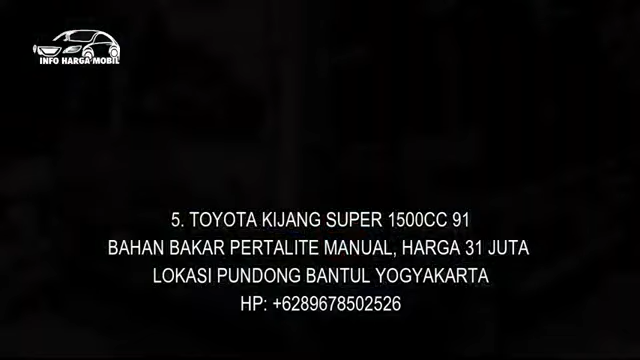 INFO HARGA MOBIL
5. TOYOTA KIJANG SUPER 1500CC 91
BAHAN BAKAR PERTALITE MANUAL, HARGA 31 JUTA
LOKASI PUNDONG BANTUL YOGYAKARTA
HP: +6289678502526